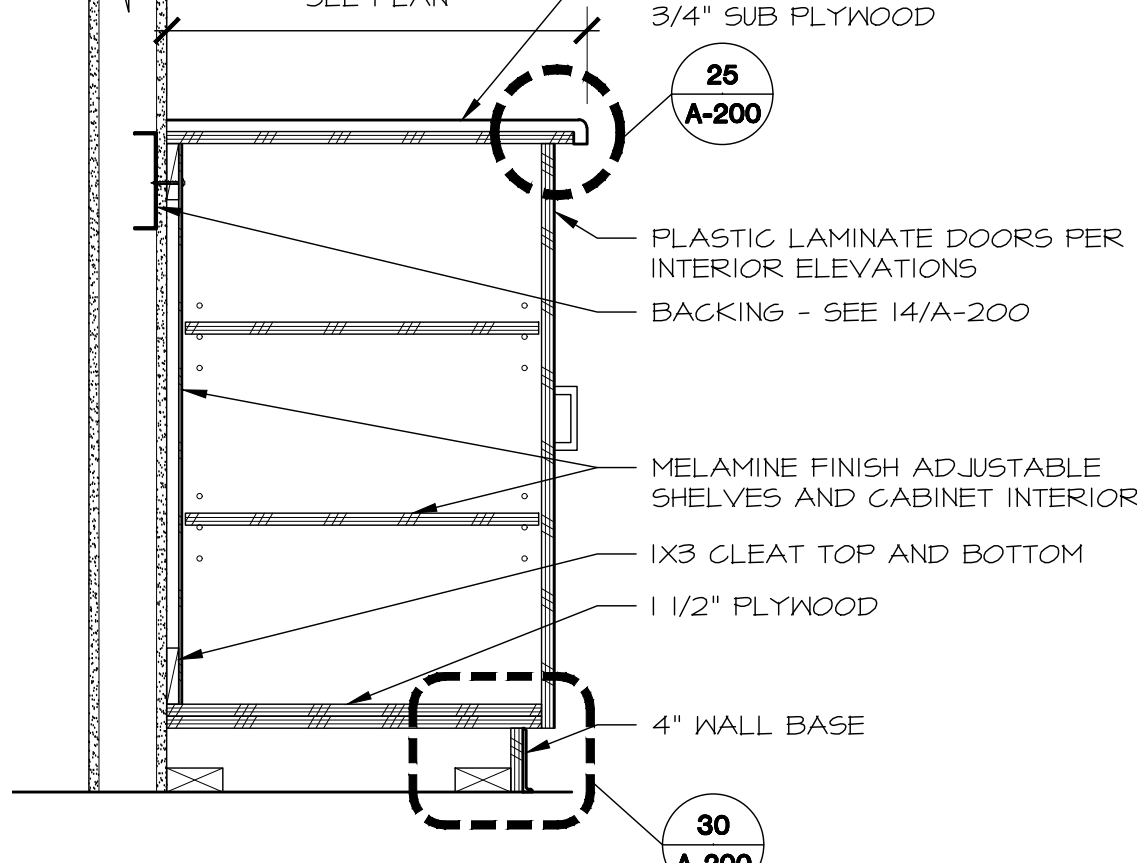 SEE PLAN
3/4" SUB PLYWOOD
25
A-200
PLASTIC LAMINATE DOORS PER
INTERIOR ELEVATIONS
BACKING - SEE 14/A-200
MELAMINE FINISH ADJUSTABLE
SHELVES AND CABINET INTERIOR
1X3 CLEAT TOP AND BOTTOM
1 1/2" PLYWOOD
4" WALL BASE
30
A-200